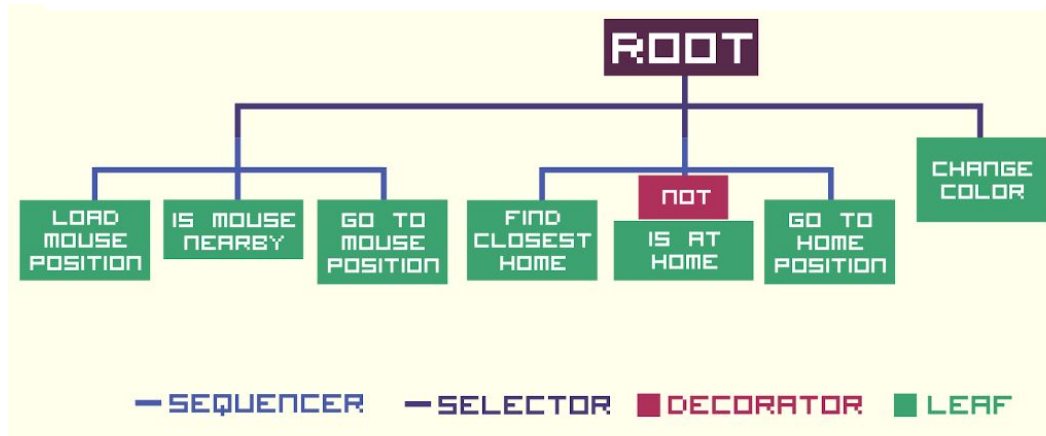 ROOT
LOAD
MOUSE
POSITION
IS MOUSE
NEARBY
GO TO
MOUSE
POSITION
FIND
CLOSEST
HOME
NOT
IS AT
HOME
GO TO
HOME
POSITION
CHANGE
COLOR
SEQUENCER
SELECTOR
DECORATOR
LEAF